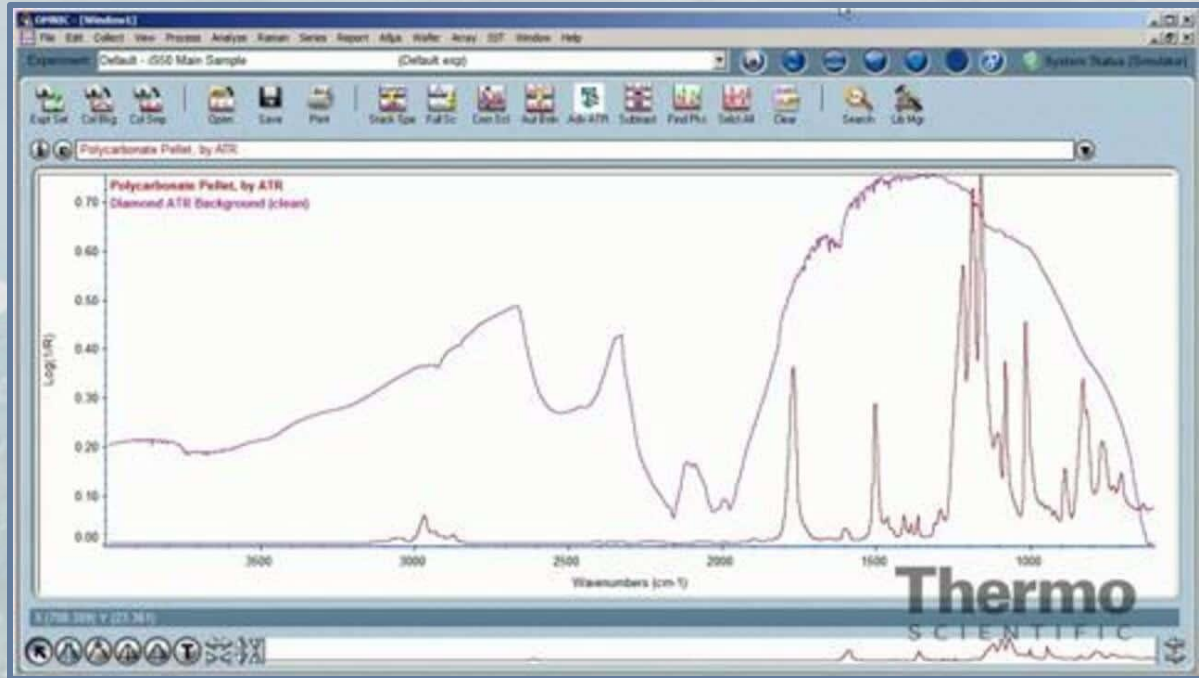 OMNIC - [Window1]
File Edit Collect View Process Analyze Raman Series Report Atlµs Wafer Array SST Window Help
Experiment: Default - iS50 Main Sample (Default.exp) System Status (Simulator)
Expt Set Col Bkg Col Smp Open Save Print Stack Spe Full Sc Com Scl Aut Bsln Adv ATR Subtract Find Pks Selct All Clear Search Lib Mgr
Polycarbonate Pellet, by ATR
Polycarbonate Pellet, by ATR
Diamond ATR Background (clean)
0.70
0.60
0.50
0.40
0.30
0.20
0.10
0.00
Log(1/R)
3500 3000 2500 2000 1500 1000
Wavenumbers (cm-1)
Thermo
SCIENTIFIC
T